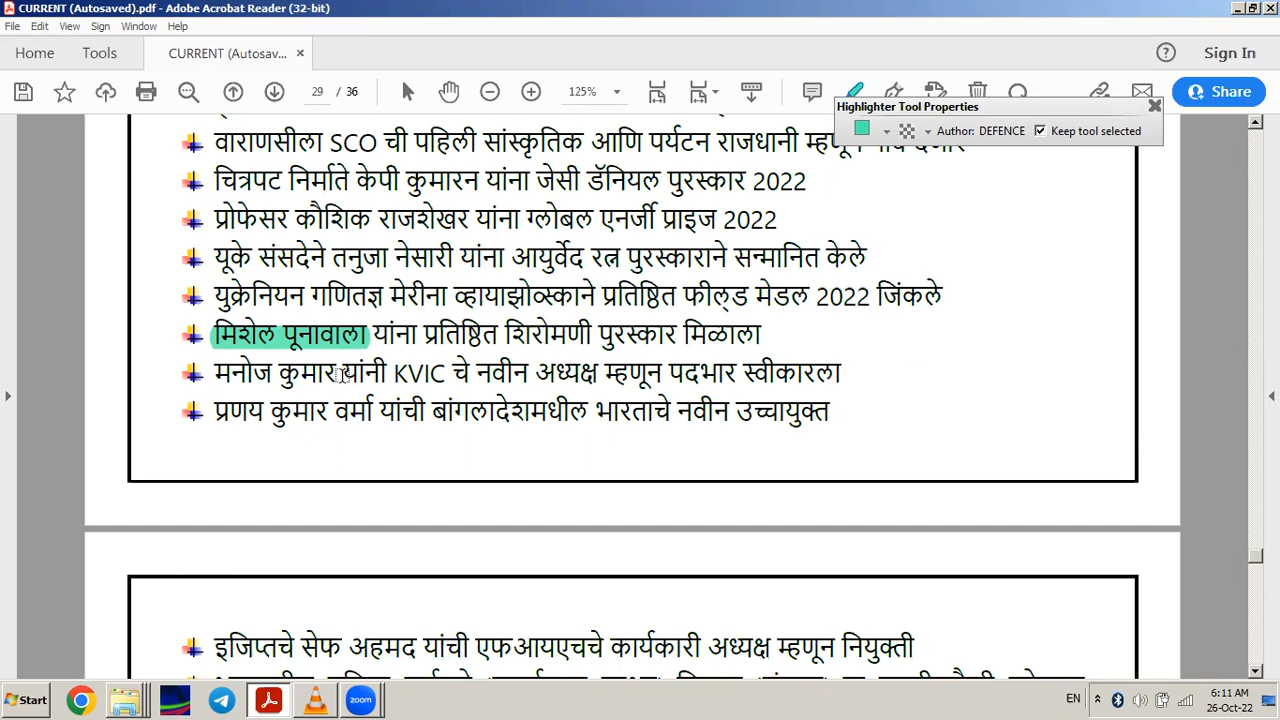 CURRENT (Autosaved).pdf - Adobe Acrobat Reader (32-bit)
File Edit View Sign Window Help
Home Tools CURRENT (Autosav... × Sign In
29 / 36 125% Share
Highlighter Tool Properties
Author: DEFENCE Keep tool selected
वाराणसीला SCO ची पहिली सांस्कृतिक आणि पर्यटन राजधानी म्हणून
चित्रपट निर्माते केपी कुमारन यांना जेसी डॅनियल पुरस्कार 2022
प्रोफेसर कौशिक राजशेखर यांना ग्लोबल एनर्जी प्राइज 2022
यूके संसदेने तनुजा नेसारी यांना आयुर्वेद रत्न पुरस्काराने सन्मानित केले
युक्रेनियन गणितज्ञ मेरीना व्हायाझोव्स्काने प्रतिष्ठित फील्ड मेडल 2022 जिंकले
मिशेल पूनावाला यांना प्रतिष्ठित शिरोमणी पुरस्कार मिळाला
मनोज कुमार यांनी KVIC चे नवीन अध्यक्ष म्हणून पदभार स्वीकारला
प्रणय कुमार वर्मा यांची बांगलादेशामधील भारताचे नवीन उच्चायुक्त
इजिप्तचे सेफ अहमद यांची एफआयएचचे कार्यकारी अध्यक्ष म्हणून नियुक्ती
Start zoom EN 6:11 AM
26-Oct-22